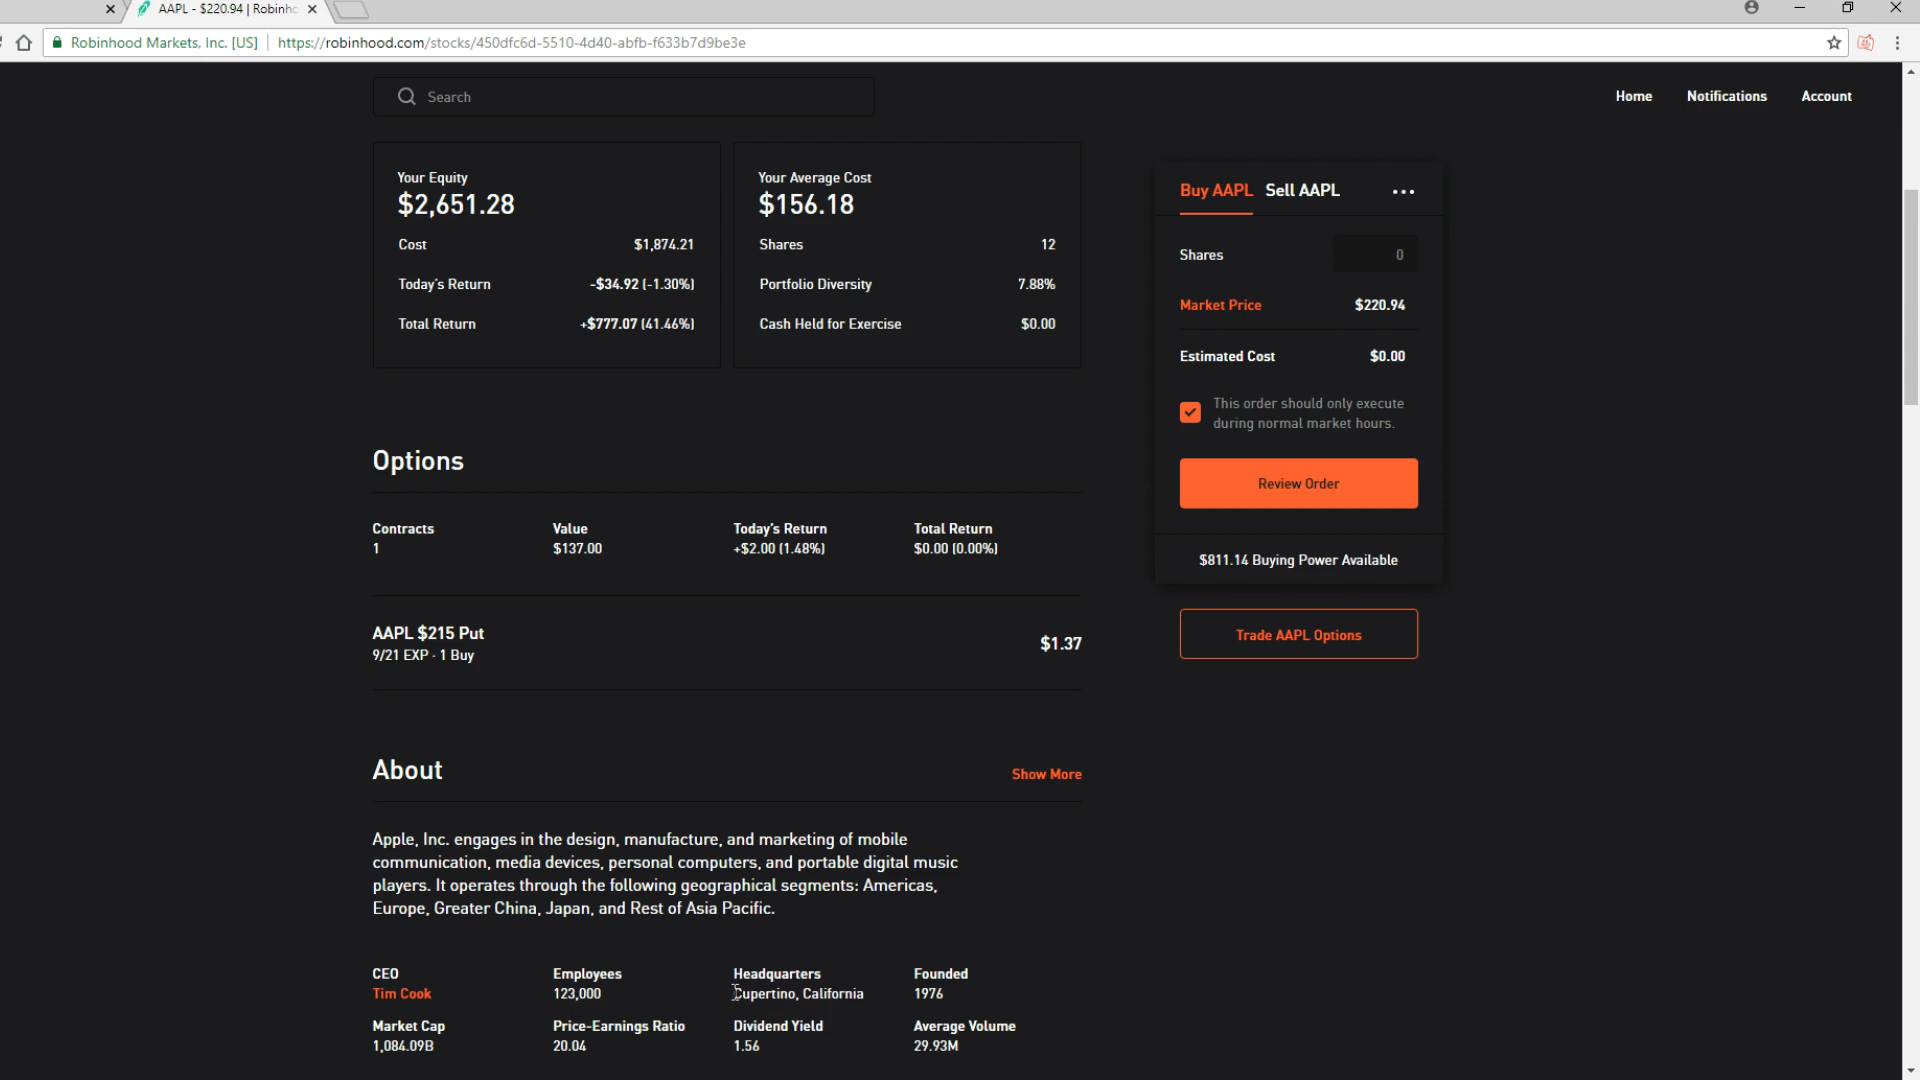 AAPL - $220.94 | Robinho
Robinhood Markets, Inc. [US]
https://robinhood.com/stocks/450dfc6d-5510-4d40-abfb-f633b7d9be3e
Search
Home Notifications Account
Your Equity
$2,651.28
Cost $1,874.21
Today's Return -$34.92 (-1.30%)
Total Return +$777.07 (41.46%)
Your Average Cost
$156.18
Shares 12
Portfolio Diversity 7.88%
Cash Held for Exercise $0.00
Buy AAPL Sell AAPL
Shares 0
Market Price $220.94
Estimated Cost $0.00
This order should only execute
during normal market hours.
Review Order
$811.14 Buying Power Available
Trade AAPL Options
Options
Contracts Value Today's Return Total Return
1 $137.00 +$2.00 (1.48%) $0.00 (0.00%)
AAPL $215 Put
9/21 EXP · 1 Buy
$1.37
About
Show More
Apple, Inc. engages in the design, manufacture, and marketing of mobile
communication, media devices, personal computers, and portable digital music
players. It operates through the following geographical segments: Americas,
Europe, Greater China, Japan, and Rest of Asia Pacific.
CEO Employees Headquarters Founded
Tim Cook 123,000 Cupertino, California 1976
Market Cap Price-Earnings Ratio Dividend Yield Average Volume
1,084.09B 20.04 1.56 29.93M